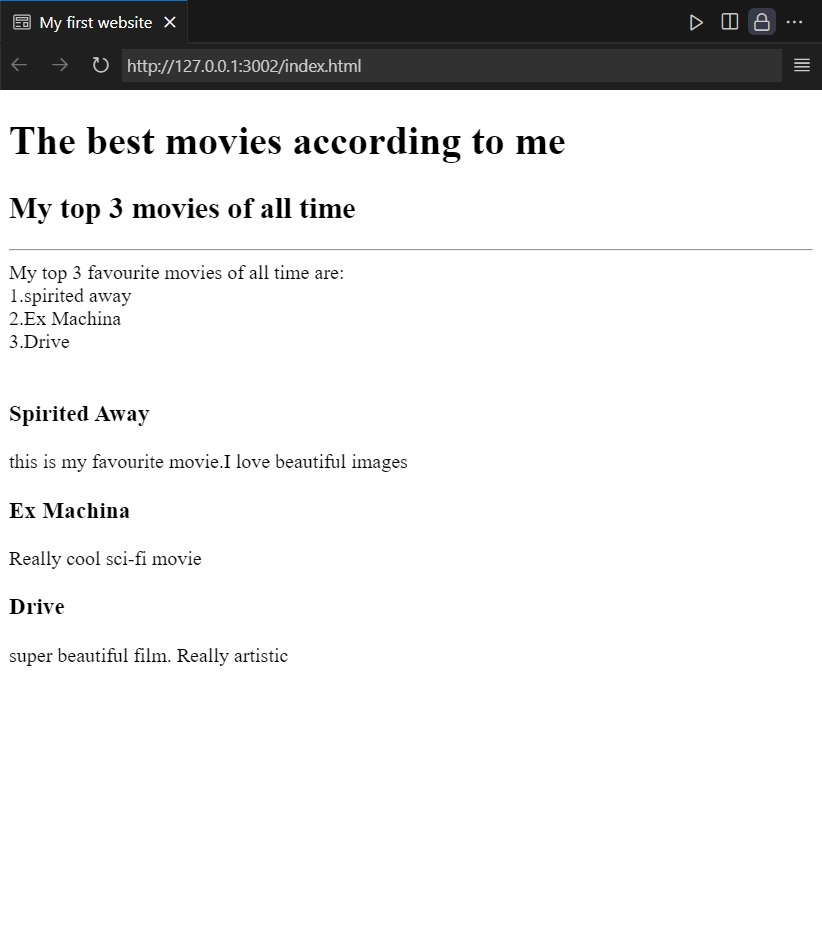 My first website
http://127.0.0.1:3002/index.html
The best movies according to me
My top 3 movies of all time
My top 3 favourite movies of all time are:
1.spirited away
2.Ex Machina
3.Drive
Spirited Away
this is my favourite movie.I love beautiful images
Ex Machina
Really cool sci-fi movie
Drive
super beautiful film. Really artistic